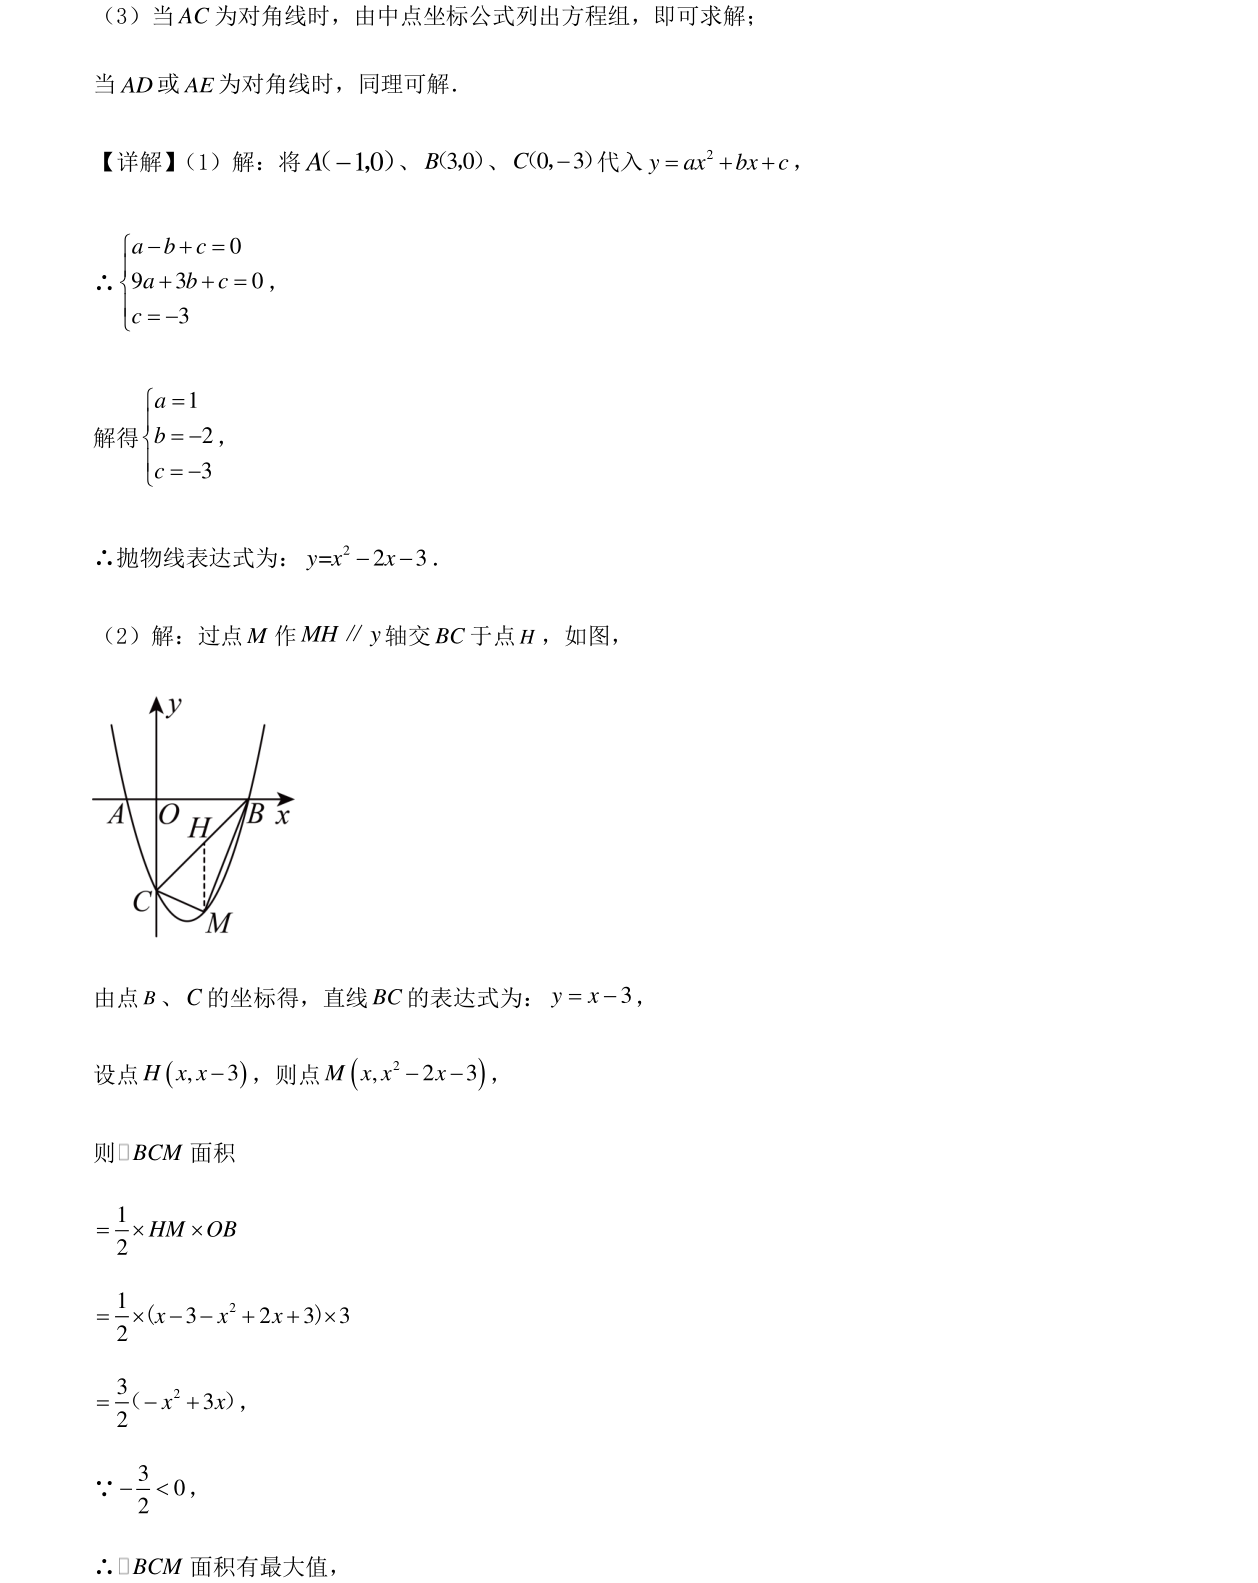 （3）当AC为对角线时，由中点坐标公式列出方程组，即可求解；
当AD或AE为对角线时，同理可解．
【详解】（1）解：将A(−1,0)、B(3,0)、C(0,−3)代入y=ax²+bx+c，
∴{a−b+c=0
9a+3b+c=0，
c=−3
解得{a=1
b=−2，
c=−3
∴抛物线表达式为：y=x²−2x−3．
（2）解：过点M作MH∥y轴交BC于点H，如图，
y
A O B x
H
C
M
由点B、C的坐标得，直线BC的表达式为：y=x−3，
设点H(x,x−3)，则点M(x,x²−2x−3)，
则□BCM面积
=1/2×HM×OB
=1/2×(x−3−x²+2x+3)×3
=3/2(−x²+3x)，
∵−3/2<0，
∴□BCM面积有最大值，